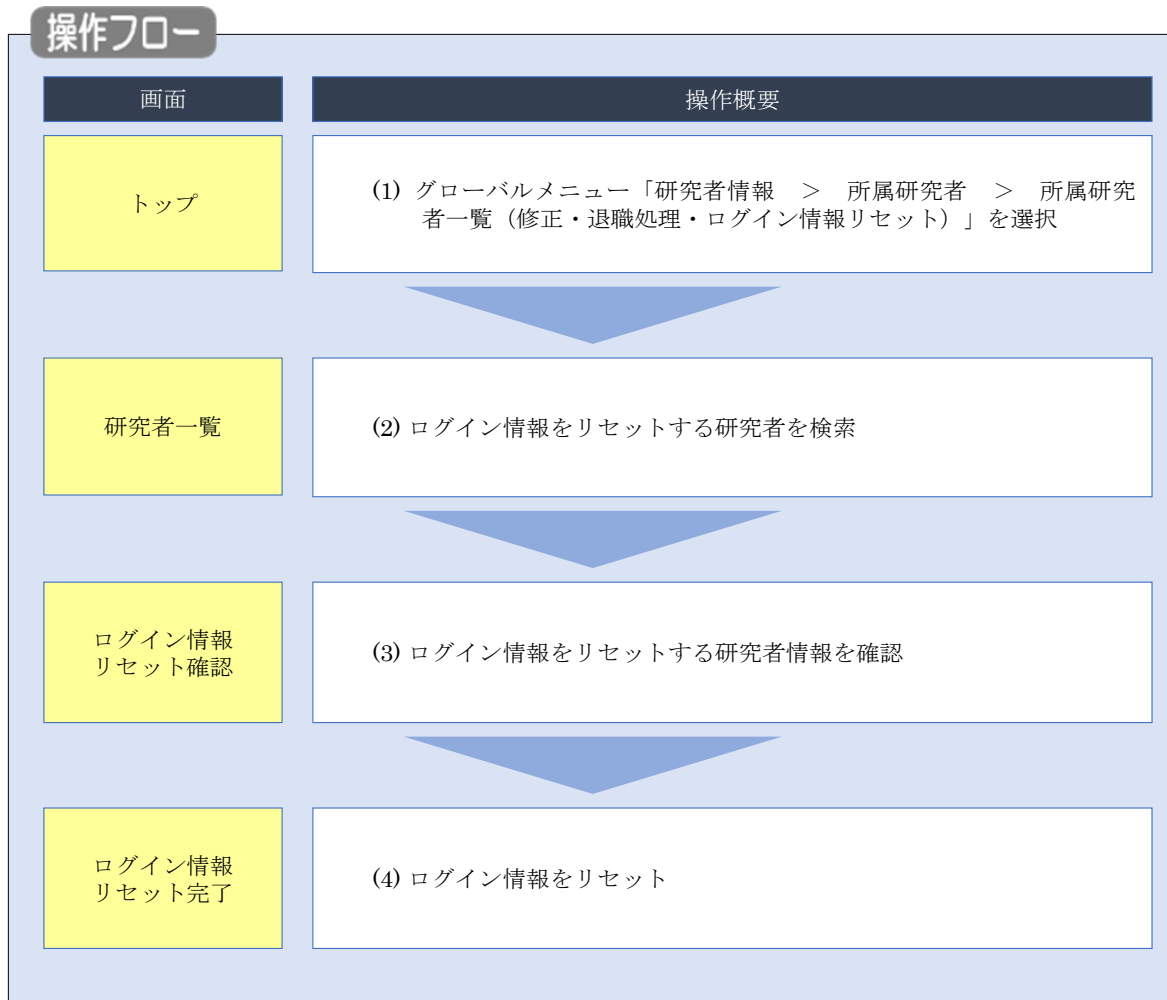 操作フロー
画面
操作概要
トップ
(1) グローバルメニュー「研究者情報　＞　所属研究者　＞　所属研究
者一覧（修正・退職処理・ログイン情報リセット）」を選択
研究者一覧
(2) ログイン情報をリセットする研究者を検索
ログイン情報
リセット確認
(3) ログイン情報をリセットする研究者情報を確認
ログイン情報
リセット完了
(4) ログイン情報をリセット